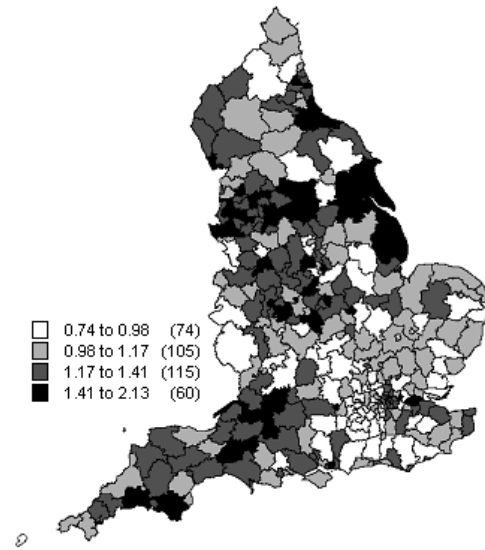 0.74 to 0.98 (74)
0.98 to 1.17 (105)
1.17 to 1.41 (115)
1.41 to 2.13 (60)